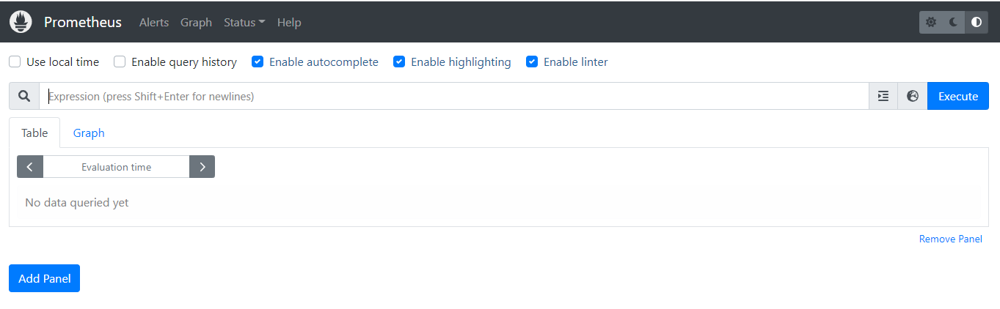 Prometheus Alerts Graph Status Help
Use local time Enable query history Enable autocomplete Enable highlighting Enable linter
Expression (press Shift+Enter for newlines) Execute
Table Graph
Evaluation time
No data queried yet
Remove Panel
Add Panel